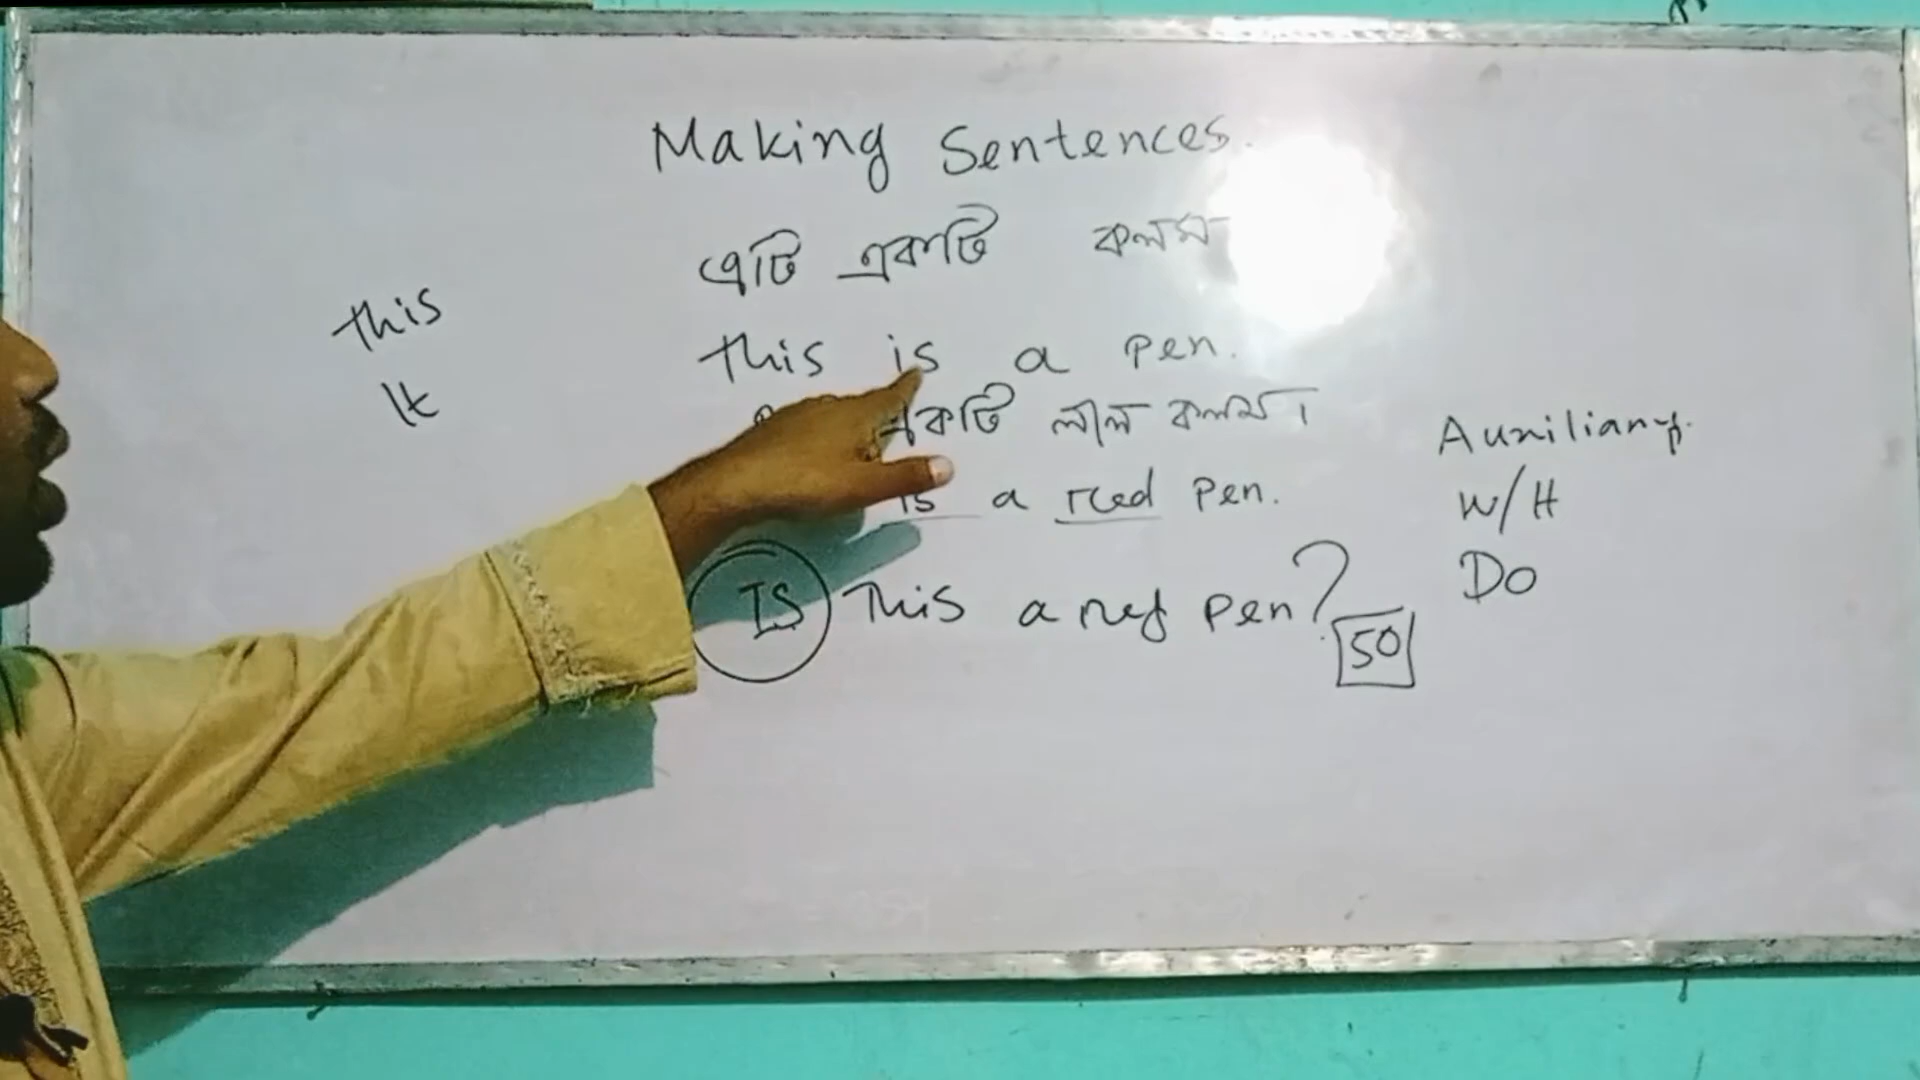 Making Sentences.
এটি একটি কলম
This
It
This is a pen.
একটি লাল কলম।
is a red pen.
IS This a red pen?
50
Auxiliary.
W/H
Do